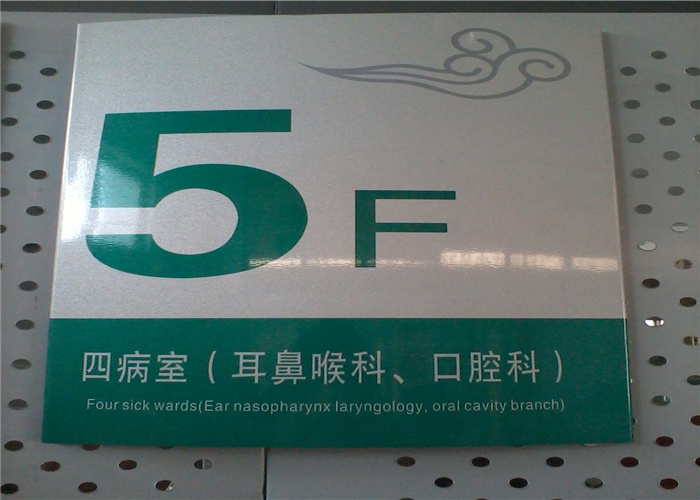 5F
四病室（耳鼻喉科、口腔科）
Four sick wards(Ear nasopharynx laryngology, oral cavity branch)